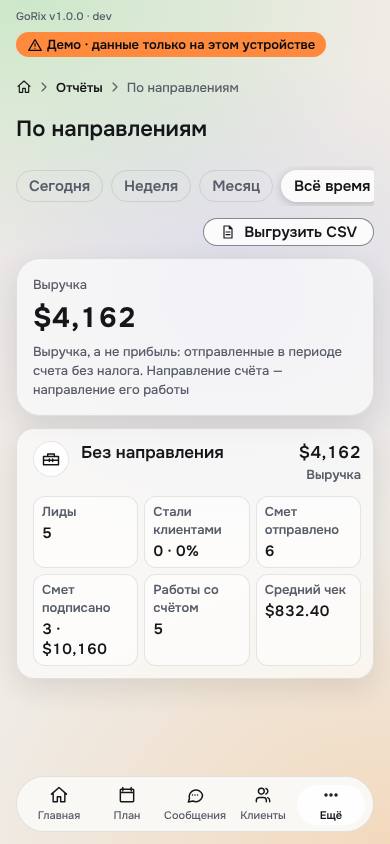 GoRix v1.0.0 · dev
Демо · данные только на этом устройстве
Отчёты > По направлениям
По направлениям
Сегодня Неделя Месяц Всё время
Выгрузить CSV
Выручка
$4,162
Выручка, а не прибыль: отправленные в периоде
счета без налога. Направление счёта —
направление его работы
Без направления $4,162
Выручка
Лиды Стали Смет
клиентами отправлено
5 0 · 0% 6
Смет Работы со Средний чек
подписано счётом $832.40
3 · 5
$10,160
Главная План Сообщения Клиенты Ещё